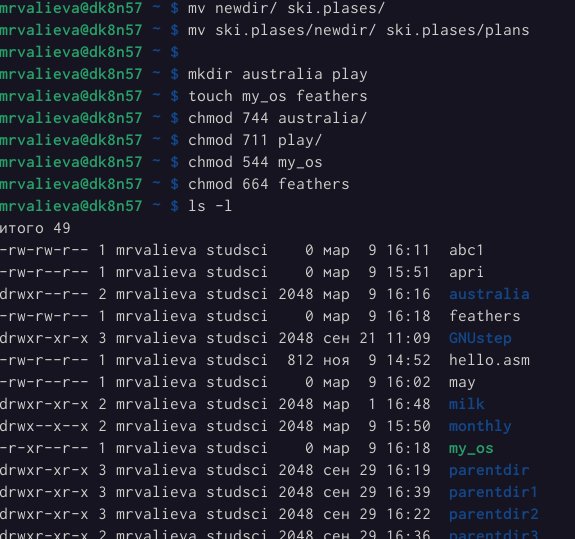 mrvalieva@dk8n57 ~ $ mv newdir/ ski.plases/
mrvalieva@dk8n57 ~ $ mv ski.plases/newdir/ ski.plases/plans
mrvalieva@dk8n57 ~ $
mrvalieva@dk8n57 ~ $ mkdir australia play
mrvalieva@dk8n57 ~ $ touch my_os feathers
mrvalieva@dk8n57 ~ $ chmod 744 australia/
mrvalieva@dk8n57 ~ $ chmod 711 play/
mrvalieva@dk8n57 ~ $ chmod 544 my_os
mrvalieva@dk8n57 ~ $ chmod 664 feathers
mrvalieva@dk8n57 ~ $ ls -l
итого 49
-rw-rw-r-- 1 mrvalieva studsci    0 мар  9 16:11 abc1
-rw-r--r-- 1 mrvalieva studsci    0 мар  9 15:51 apri
drwxr--r-- 2 mrvalieva studsci 2048 мар  9 16:16 australia
-rw-rw-r-- 1 mrvalieva studsci    0 мар  9 16:18 feathers
drwxr-xr-x 3 mrvalieva studsci 2048 сен 21 11:09 GNUstep
-rw-r--r-- 1 mrvalieva studsci  812 ноя  9 14:52 hello.asm
-rw-r--r-- 1 mrvalieva studsci    0 мар  9 16:02 may
drwxr-xr-x 2 mrvalieva studsci 2048 мар  1 16:48 milk
drwx--x--x 2 mrvalieva studsci 2048 мар  9 15:50 monthly
-r-xr--r-- 1 mrvalieva studsci    0 мар  9 16:18 my_os
drwxr-xr-x 3 mrvalieva studsci 2048 сен 29 16:19 parentdir
drwxr-xr-x 3 mrvalieva studsci 2048 сен 29 16:39 parentdir1
drwxr-xr-x 3 mrvalieva studsci 2048 сен 29 16:22 parentdir2
drwxr-xr-x 2 mrvalieva studsci 2048 сен 29 16:36 parentdir3